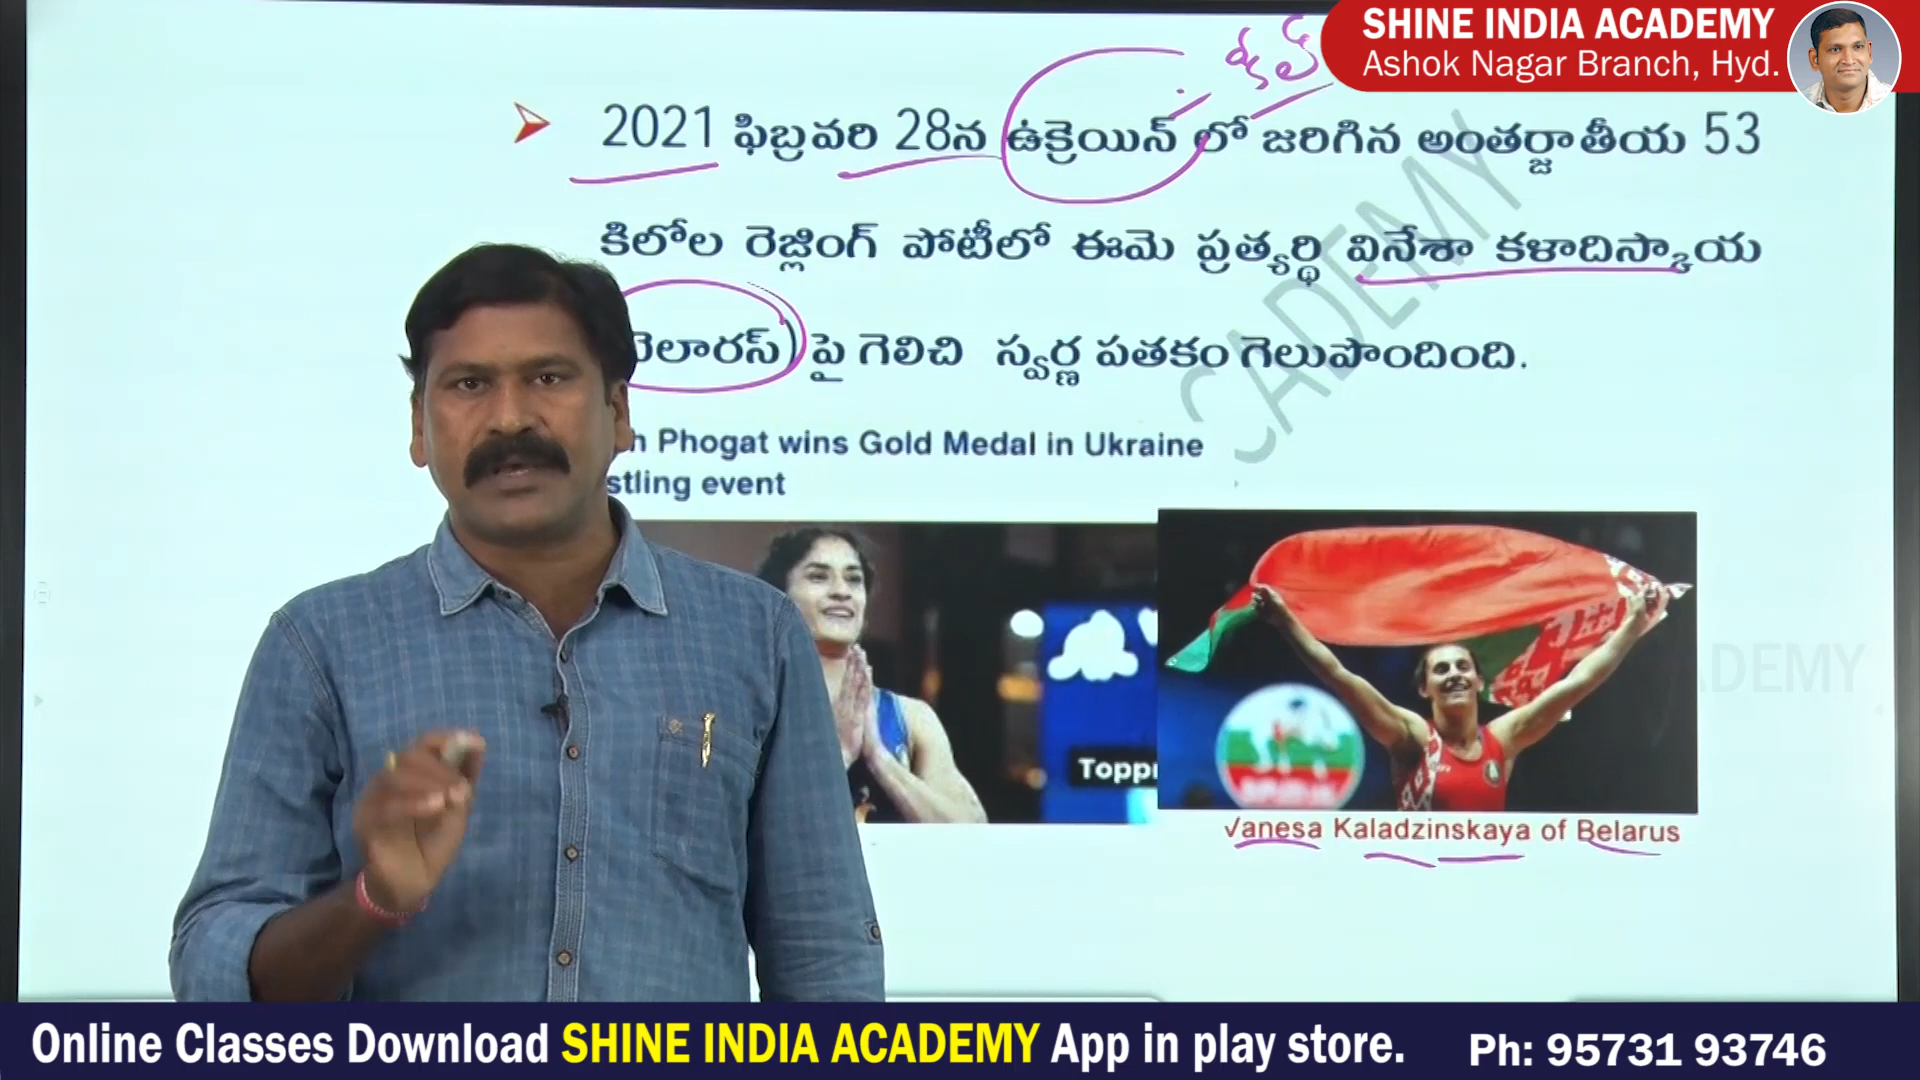 SHINE INDIA ACADEMY
Ashok Nagar Branch, Hyd.
కీవ్
2021 ఫిబ్రవరి 28న ఉక్రెయిన్ లో జరిగిన అంతర్జాతీయ 53
కిలోల రెజ్లింగ్ పోటీలో ఈమె ప్రత్యర్థి వినేశా కళాదిస్కాయ
బెలారస్) పై గెలిచి స్వర్ణ పతకం గెలుపొందింది.
Phogat wins Gold Medal in Ukraine
event
ACADEMY
Vanesa Kaladzinskaya of Belarus
Online Classes Download SHINE INDIA ACADEMY App in play store.
Ph: 95731 93746